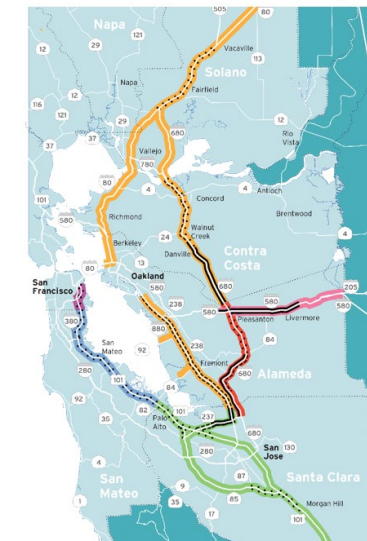 505
80
Napa
12
29
121
Vacaville
113
Solano
Napa
Fairfield
12
116
121
12
Rio
Vista
29
680
37
37
Vallejo
780
80
4
4
Antioch
101
Concord
Brentwood
580
Richmond
Walnut
Creek
24
4
Berkeley
Danville
Contra
Costa
80
13
Oakland
San
Francisco
580
680
205
580
580
580
238
Pleasanton
Livermore
380
880
84
San
Mateo
92
238
Fremont
680
280
84
Alameda
101
92
82
101
237
35
Palo
Alto
680
San
Jose
130
280
4
87
Santa Clara
San
Mateo
9
85
35
17
Morgan Hill
1
101